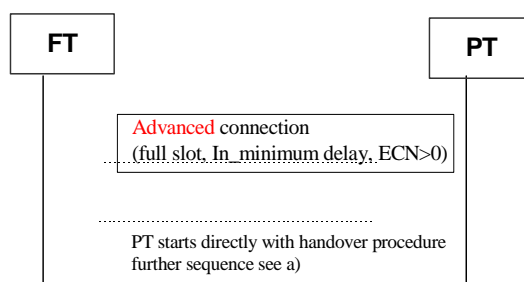 FT
PT
Advanced connection
(full slot, In_minimum delay, ECN>0)
PT starts directly with handover procedure
further sequence see a)